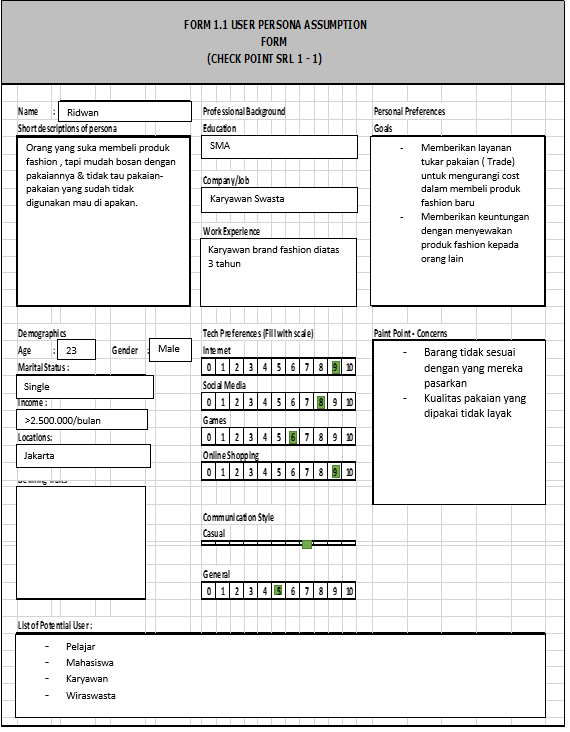 FORM 1.1 USER PERSONA ASSUMPTION
FORM
(CHECK POINT SRL 1 - 1)
Name : Ridwan
Short descriptions of persona
Orang yang suka membeli produk
fashion , tapi mudah bosan dengan
pakaiannya & tidak tau pakaian-
pakaian yang sudah tidak
digunakan mau di apakan.
Professional Background
Education
SMA
Company/Job
Karyawan Swasta
Work Experience
Karyawan brand fashion diatas
3 tahun
Personal Preferences
Goals
- Memberikan layanan
tukar pakaian ( Trade)
untuk mengurangi cost
dalam membeli produk
fashion baru
- Memberikan keuntungan
dengan menyewakan
produk fashion kepada
orang lain
Demographics
Age : 23 Gender : Male
Marital Status :
Single
Income :
>2.500.000/bulan
Locations:
Jakarta
Tech Preferences (Fill with scale)
Internet
0 1 2 3 4 5 6 7 8 9 10
Social Media
0 1 2 3 4 5 6 7 8 9 10
Games
0 1 2 3 4 5 6 7 8 9 10
Online Shopping
0 1 2 3 4 5 6 7 8 9 10
Communication Style
Casual
General
0 1 2 3 4 5 6 7 8 9 10
Paint Point - Concerns
- Barang tidak sesuai
dengan yang mereka
pasarkan
- Kualitas pakaian yang
dipakai tidak layak
List of Potential User :
- Pelajar
- Mahasiswa
- Karyawan
- Wiraswasta